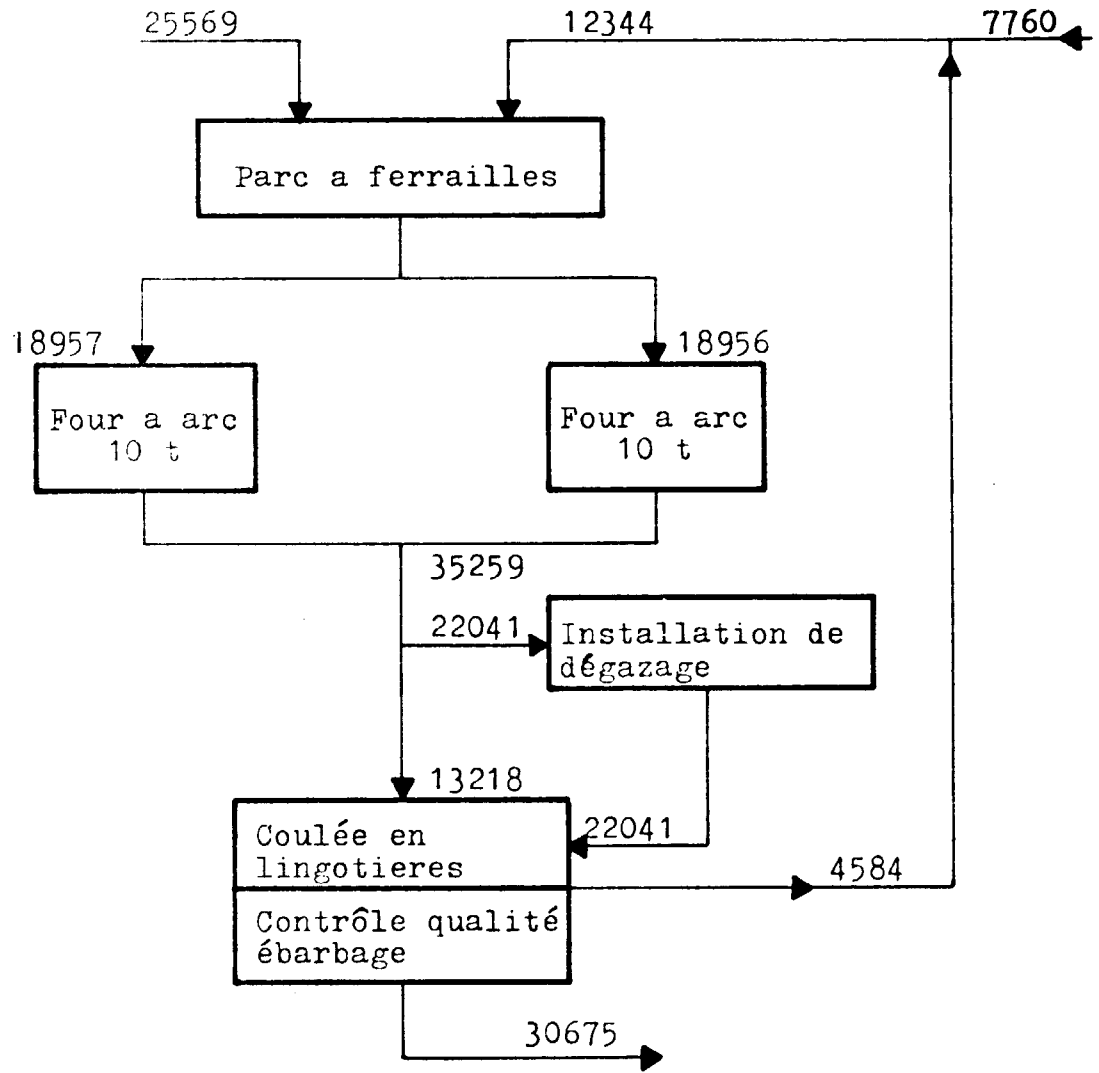 25569
12344
7760
Parc a ferrailles
18957
18956
Four a arc
10 t
Four a arc
10 t
35259
22041
Installation de
dégazage
13218
Coulée en
lingotieres
22041
4584
Contrôle qualité
ébarbage
30675